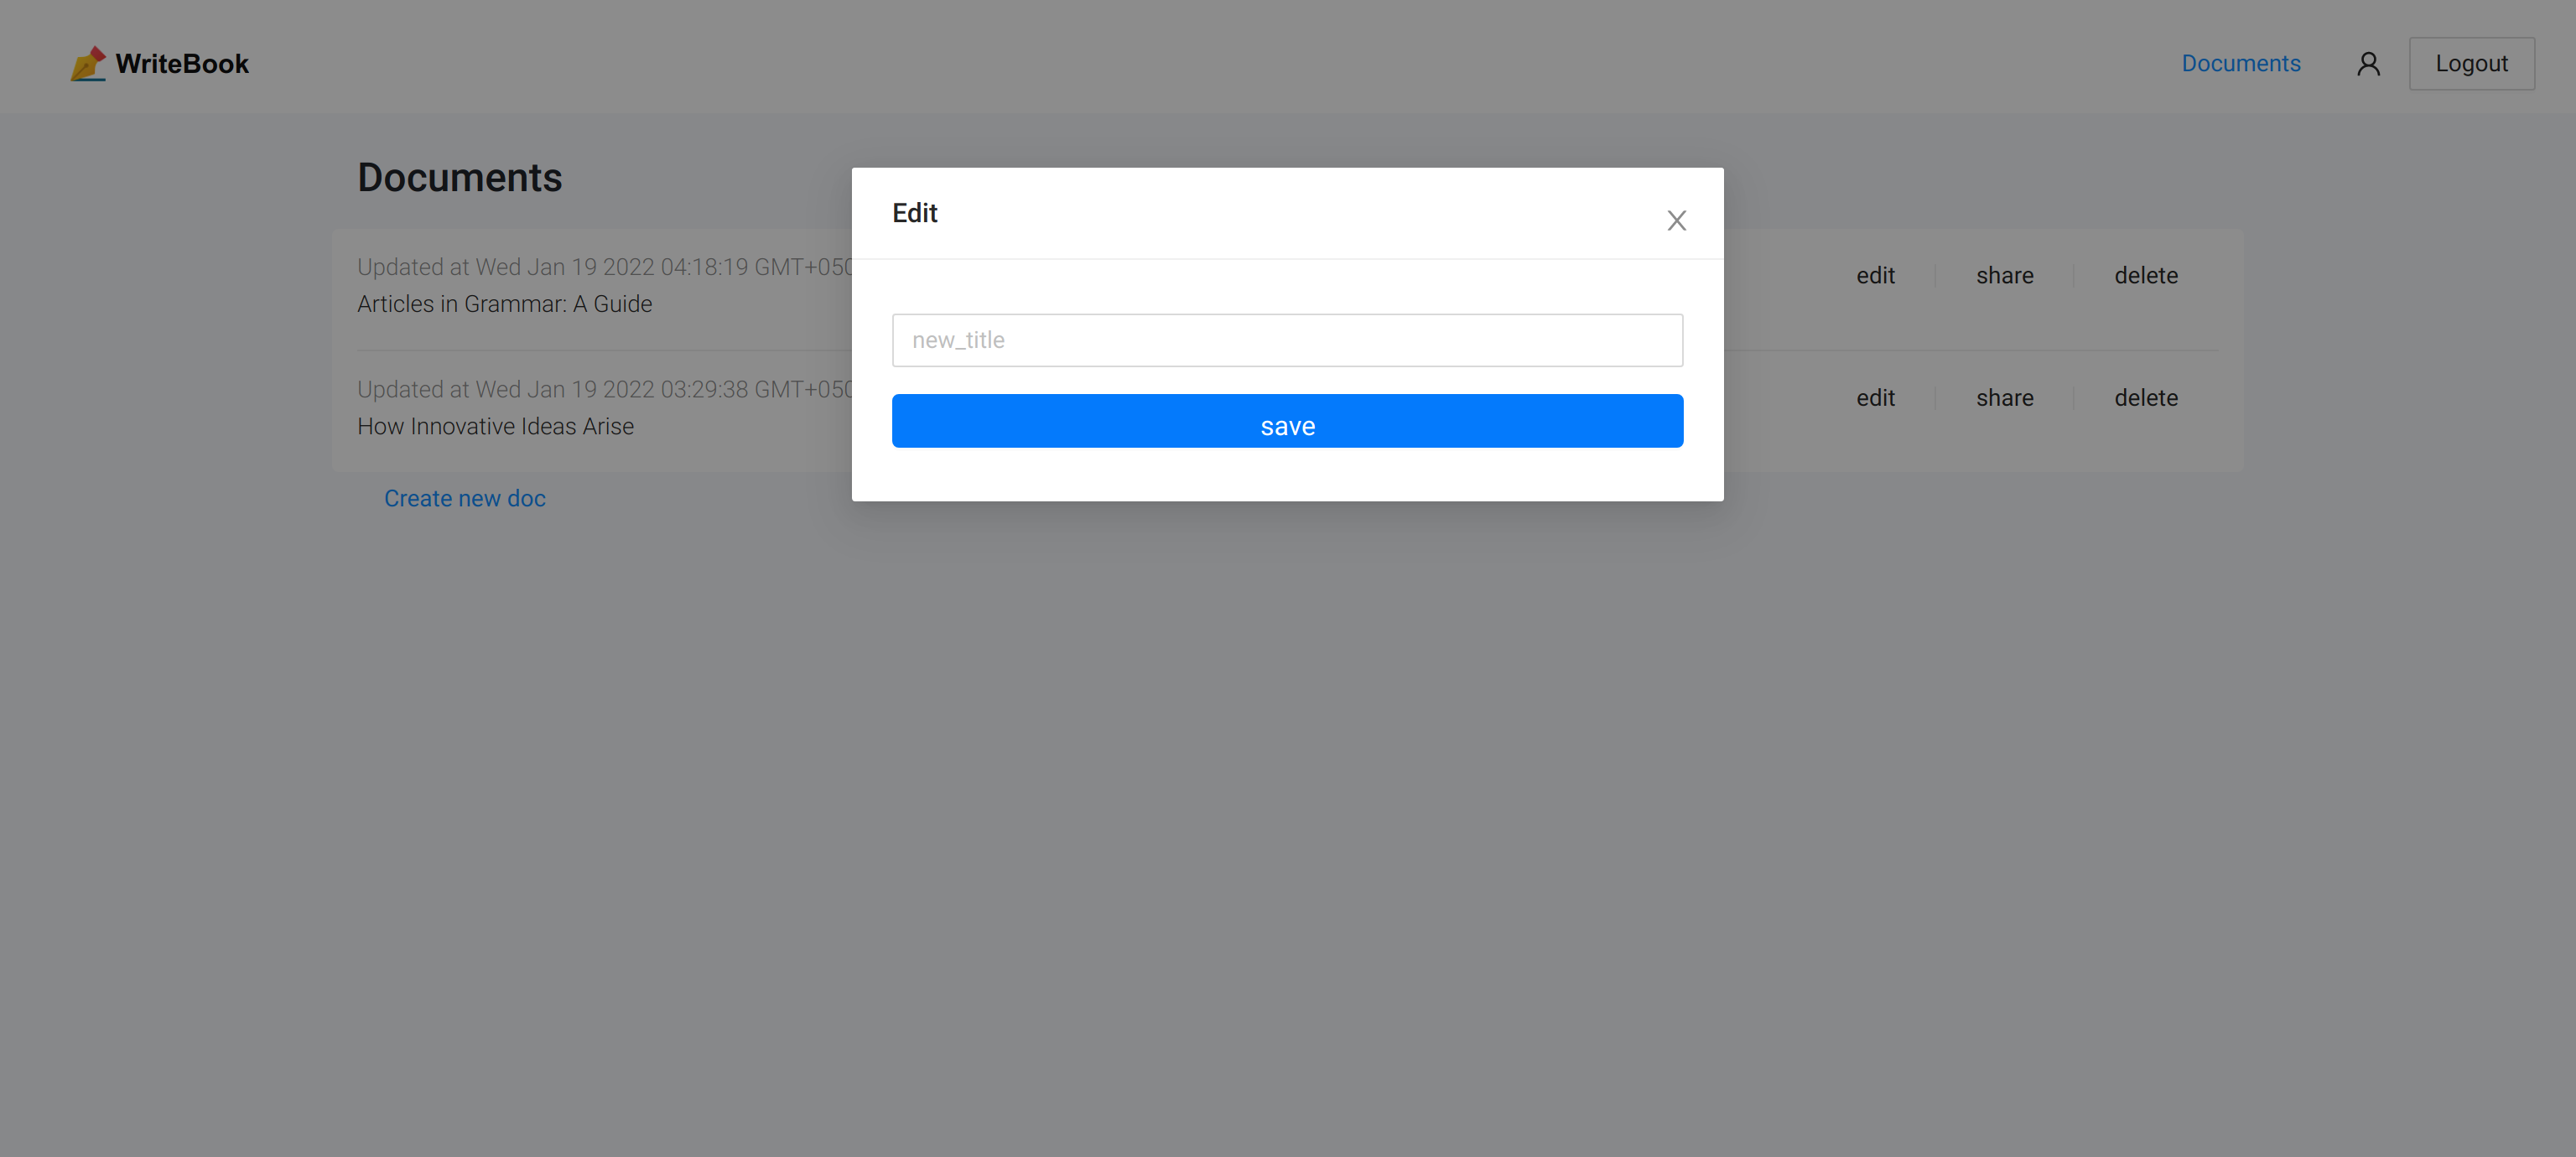 WriteBook
Documents
Logout
Documents
Edit
Updated at Wed Jan 19 2022 04:18:19 GMT+050
Articles in Grammar: A Guide
edit
share
delete
new_title
save
Updated at Wed Jan 19 2022 03:29:38 GMT+050
How Innovative Ideas Arise
edit
share
delete
Create new doc